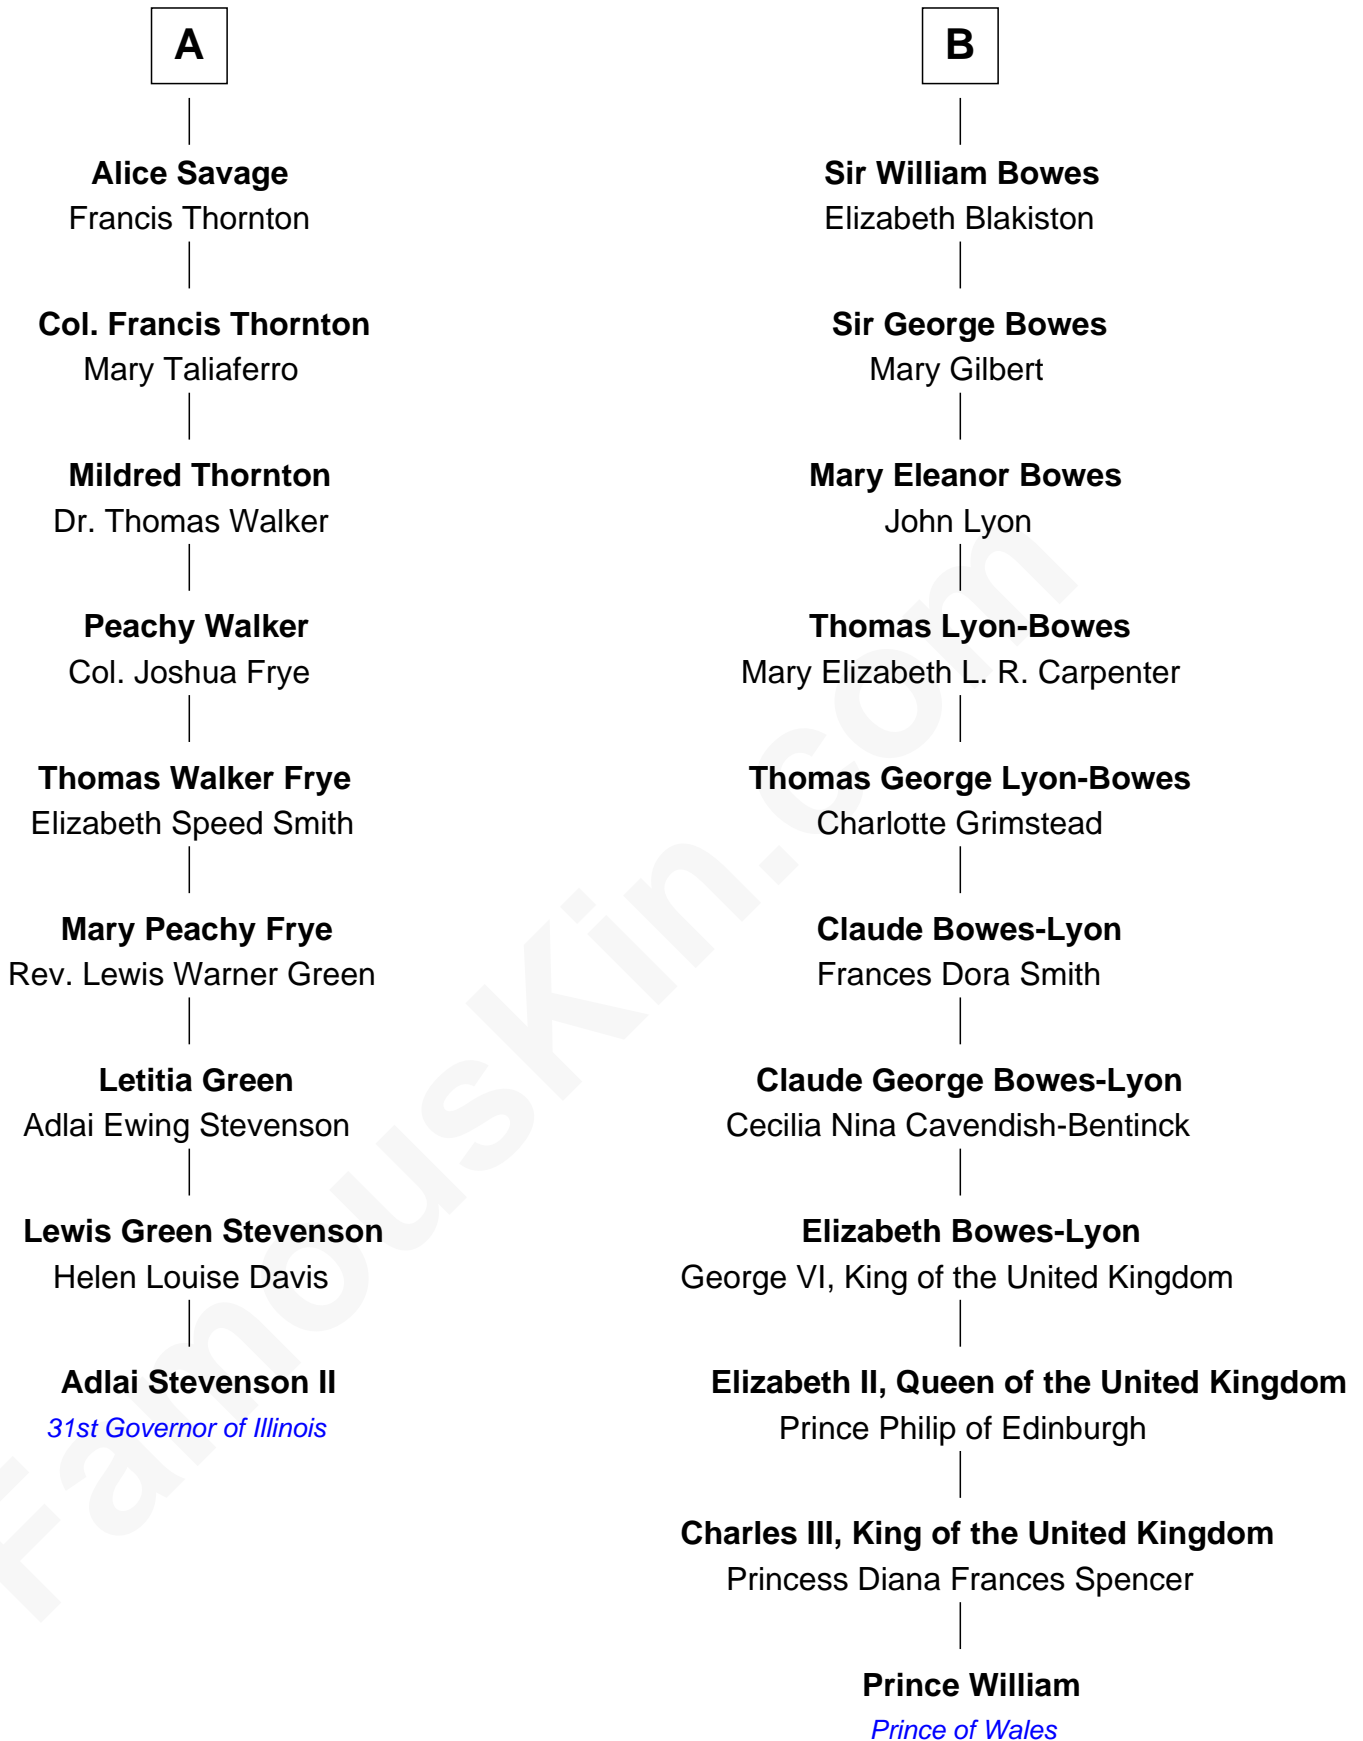 A
Alice Savage
Francis Thornton
Col. Francis Thornton
Mary Taliaferro
Mildred Thornton
Dr. Thomas Walker
Peachy Walker
Col. Joshua Frye
Thomas Walker Frye
Elizabeth Speed Smith
Mary Peachy Frye
Rev. Lewis Warner Green
Letitia Green
Adlai Ewing Stevenson
Lewis Green Stevenson
Helen Louise Davis
Adlai Stevenson II
31st Governor of Illinois
B
Sir William Bowes
Elizabeth Blakiston
Sir George Bowes
Mary Gilbert
Mary Eleanor Bowes
John Lyon
Thomas Lyon-Bowes
Mary Elizabeth L. R. Carpenter
Thomas George Lyon-Bowes
Charlotte Grimstead
Claude Bowes-Lyon
Frances Dora Smith
Claude George Bowes-Lyon
Cecilia Nina Cavendish-Bentinck
Elizabeth Bowes-Lyon
George VI, King of the United Kingdom
Elizabeth II, Queen of the United Kingdom
Prince Philip of Edinburgh
Charles III, King of the United Kingdom
Princess Diana Frances Spencer
Prince William
Prince of Wales
FamousKin.com